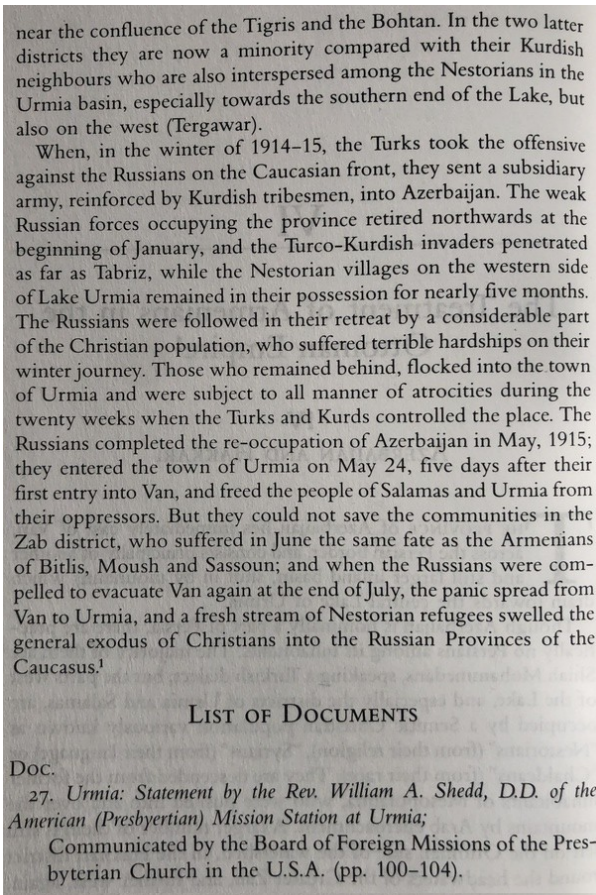 near the confluence of the Tigris and the Bohtan. In the two latter
districts they are now a minority compared with their Kurdish
neighbours who are also interspersed among the Nestorians in the
Urmia basin, especially towards the southern end of the Lake, but
also on the west (Tergawar).
When, in the winter of 1914–15, the Turks took the offensive
against the Russians on the Caucasian front, they sent a subsidiary
army, reinforced by Kurdish tribesmen, into Azerbaijan. The weak
Russian forces occupying the province retired northwards at the
beginning of January, and the Turco-Kurdish invaders penetrated
as far as Tabriz, while the Nestorian villages on the western side
of Lake Urmia remained in their possession for nearly five months.
The Russians were followed in their retreat by a considerable part
of the Christian population, who suffered terrible hardships on their
winter journey. Those who remained behind, flocked into the town
of Urmia and were subject to all manner of atrocities during the
twenty weeks when the Turks and Kurds controlled the place. The
Russians completed the re-occupation of Azerbaijan in May, 1915;
they entered the town of Urmia on May 24, five days after their
first entry into Van, and freed the people of Salamas and Urmia from
their oppressors. But they could not save the communities in the
Zab district, who suffered in June the same fate as the Armenians
of Bitlis, Moush and Sassoun; and when the Russians were com-
pelled to evacuate Van again at the end of July, the panic spread from
Van to Urmia, and a fresh stream of Nestorian refugees swelled the
general exodus of Christians into the Russian Provinces of the
Caucasus.¹
LIST OF DOCUMENTS
Doc.
27. Urmia: Statement by the Rev. William A. Shedd, D.D. of the
American (Presbyertian) Mission Station at Urmia;
Communicated by the Board of Foreign Missions of the Pres-
byterian Church in the U.S.A. (pp. 100–104).